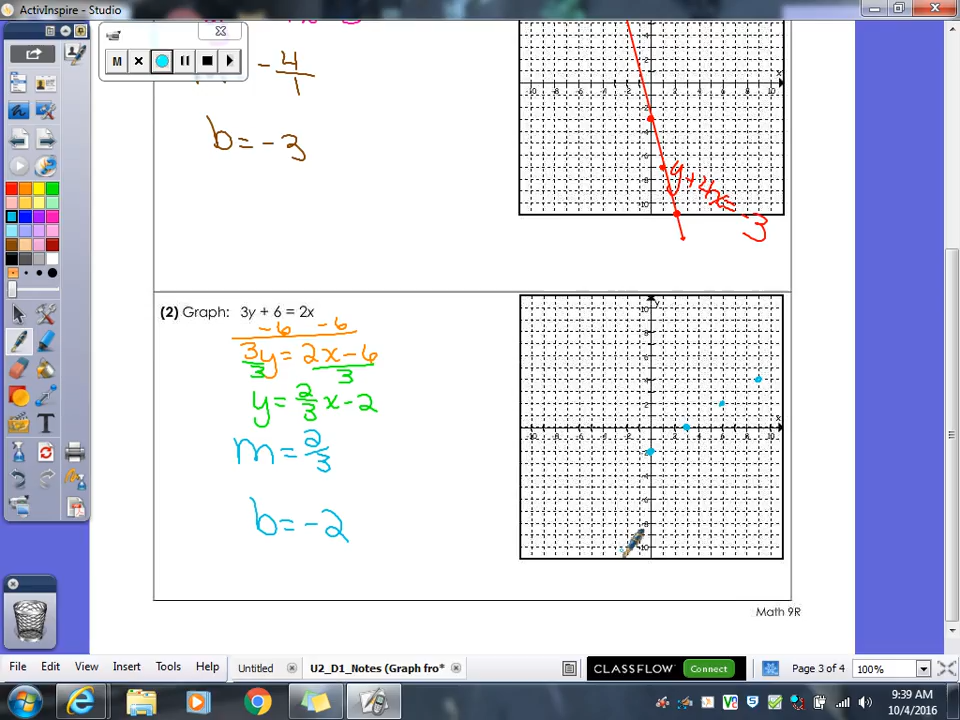 ActivInspire - Studio
M
- 4
1
b = - 3
y + 4x =
-3
(2) Graph: 3y + 6 = 2x
-6 -6
3y = 2x - 6
3 3
y = 2/3 x - 2
m = 2/3
b = - 2
Math 9R
File Edit View Insert Tools Help Untitled U2_D1_Notes (Graph fro* CLASSFLOW Connect Page 3 of 4 100%
9:39 AM
10/4/2016